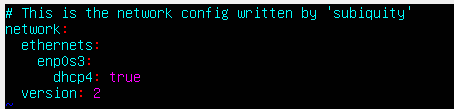 # This is the network config written by 'subiquity'
network:
  ethernets:
    enp0s3:
      dhcp4: true
  version: 2